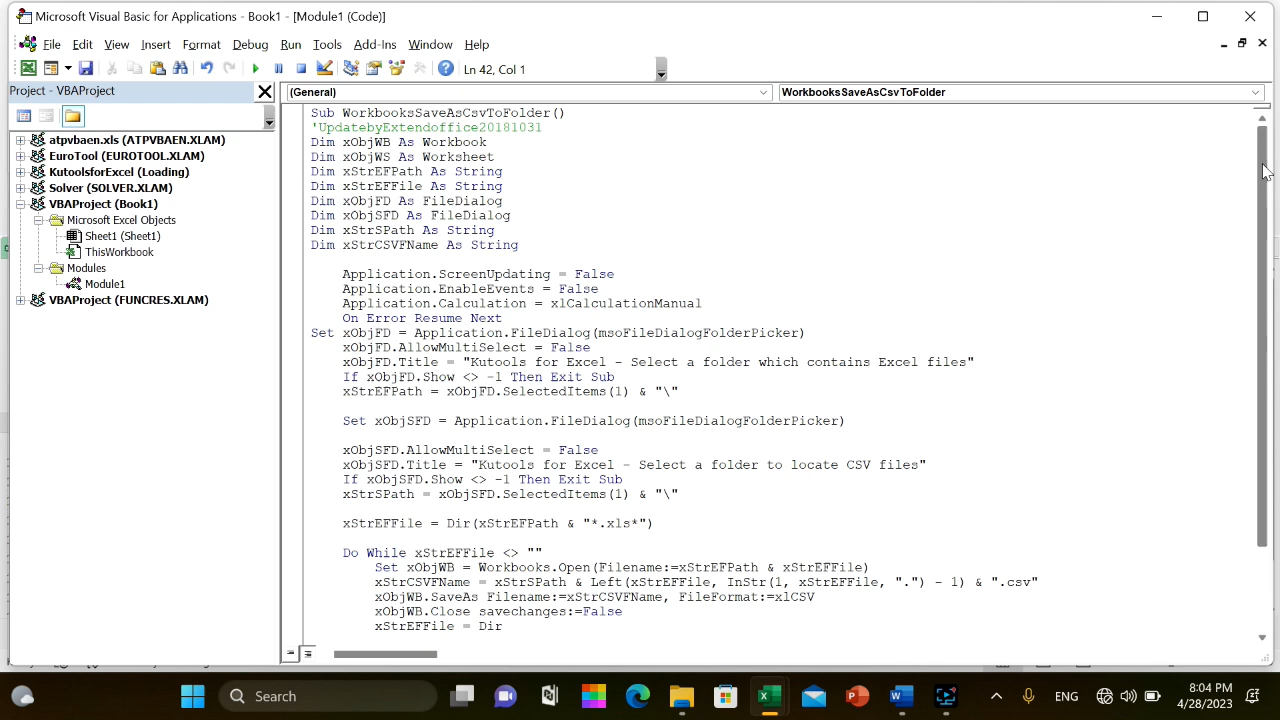 Microsoft Visual Basic for Applications - Book1 - [Module1 (Code)]
File Edit View Insert Format Debug Run Tools Add-Ins Window Help
Ln 42, Col 1
Project - VBAProject
(General)
WorkbooksSaveAsCsvToFolder
atpvbaen.xls (ATPVBAEN.XLAM)
EuroTool (EUROTOOL.XLAM)
KutoolsforExcel (Loading)
Solver (SOLVER.XLAM)
VBAProject (Book1)
Microsoft Excel Objects
Sheet1 (Sheet1)
ThisWorkbook
Modules
Module1
VBAProject (FUNCRES.XLAM)
Sub WorkbooksSaveAsCsvToFolder()
'UpdatebyExtendoffice20181031
Dim xObjWB As Workbook
Dim xObjWS As Worksheet
Dim xStrEFPath As String
Dim xStrEFFile As String
Dim xObjFD As FileDialog
Dim xObjSFD As FileDialog
Dim xStrSPath As String
Dim xStrCSVFName As String
Application.ScreenUpdating = False
Application.EnableEvents = False
Application.Calculation = xlCalculationManual
On Error Resume Next
Set xObjFD = Application.FileDialog(msoFileDialogFolderPicker)
xObjFD.AllowMultiSelect = False
xObjFD.Title = "Kutools for Excel - Select a folder which contains Excel files"
If xObjFD.Show <> -1 Then Exit Sub
xStrEFPath = xObjFD.SelectedItems(1) & "\"
Set xObjSFD = Application.FileDialog(msoFileDialogFolderPicker)
xObjSFD.AllowMultiSelect = False
xObjSFD.Title = "Kutools for Excel - Select a folder to locate CSV files"
If xObjSFD.Show <> -1 Then Exit Sub
xStrSPath = xObjSFD.SelectedItems(1) & "\"
xStrEFFile = Dir(xStrEFPath & "*.xls*")
Do While xStrEFFile <> ""
Set xObjWB = Workbooks.Open(Filename:=xStrEFPath & xStrEFFile)
xStrCSVFName = xStrSPath & Left(xStrEFFile, InStr(1, xStrEFFile, ".") - 1) & ".csv"
xObjWB.SaveAs Filename:=xStrCSVFName, FileFormat:=xlCSV
xObjWB.Close savechanges:=False
xStrEFFile = Dir
Search
ENG
8:04 PM
4/28/2023